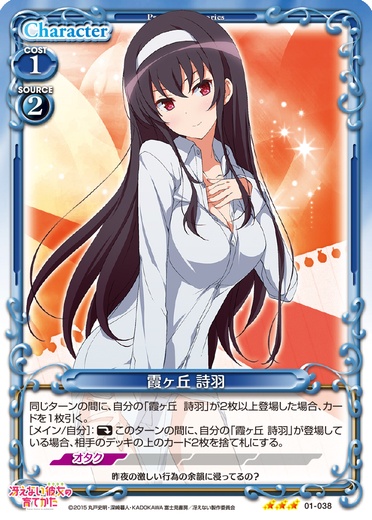 Character
COST
1
SOURCE
2
霞ヶ丘 詩羽
同じターンの間に、自分の「霞ヶ丘 詩羽」が2枚以上登場した場合、カー
ドを1枚引く。
[メイン/自分]: このターンの間に、自分の「霞ヶ丘 詩羽」が登場して
いる場合、相手のデッキの上のカード2枚を捨て札にする。
オタク
昨夜の激しい行為の余韻に浸ってるの?
冴えない彼女の
育てかた
©2015 丸戸史明・深崎暮人・KADOKAWA 富士見書房/冴えない製作委員会
01-038